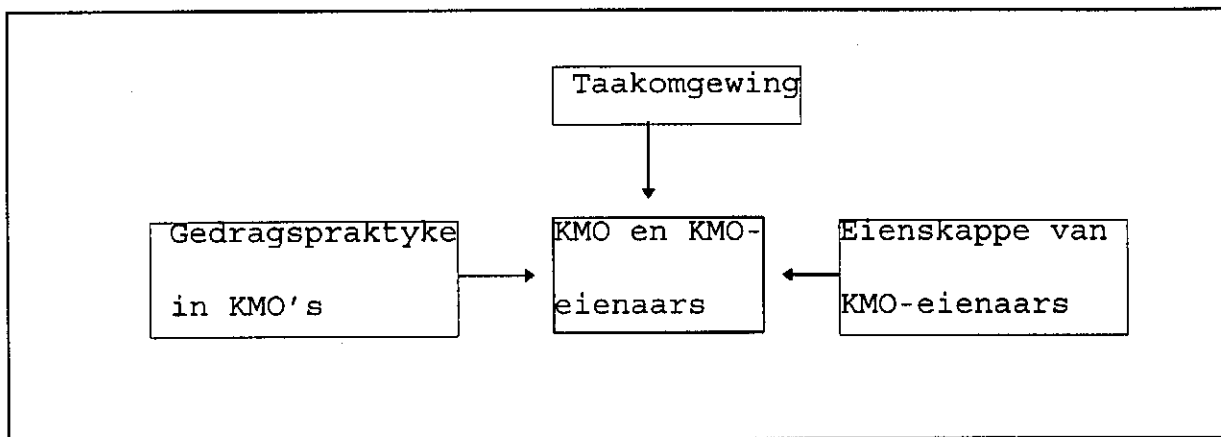 Taakomgewing
Gedragspraktyke
in KMO's
KMO en KMO-
eienaars
Eienskappe van
KMO-eienaars